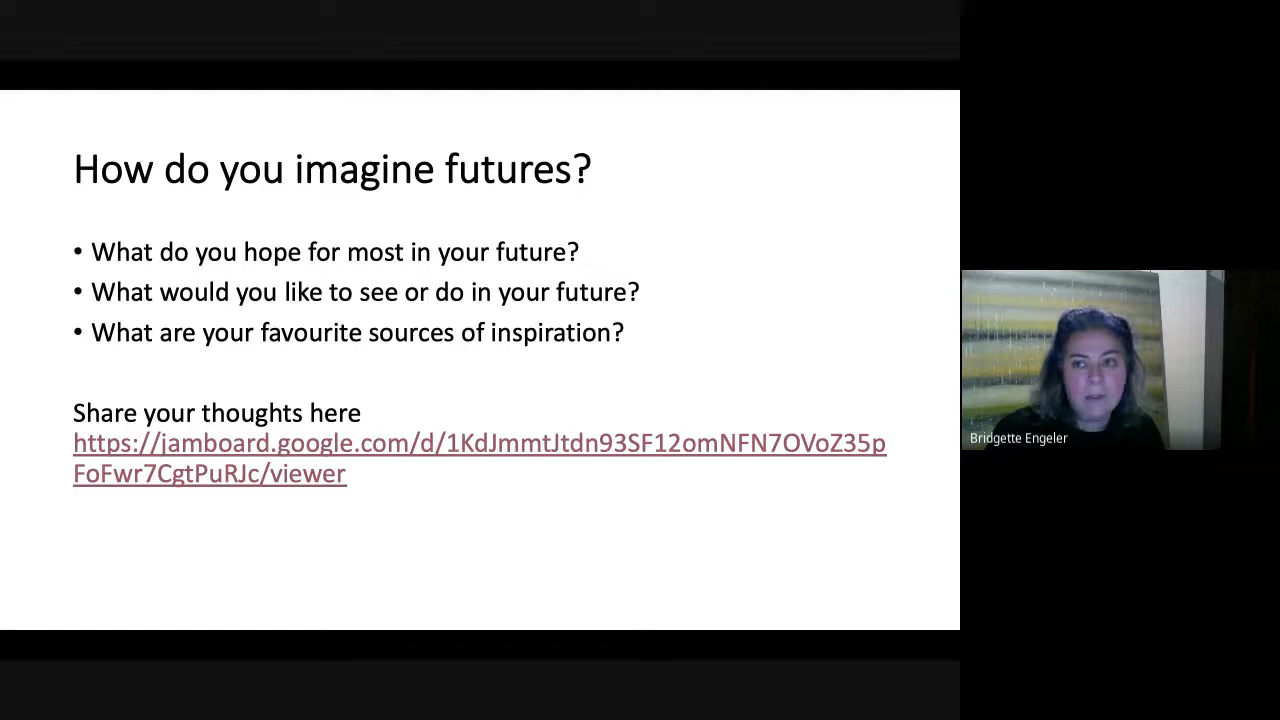 How do you imagine futures?
• What do you hope for most in your future?
• What would you like to see or do in your future?
• What are your favourite sources of inspiration?
Share your thoughts here
https://jamboard.google.com/d/1KdJmmtJtdn93SF12omNFN7OVoZ35p
FoFwr7CgtPuRJc/viewer
Bridgette Engeler